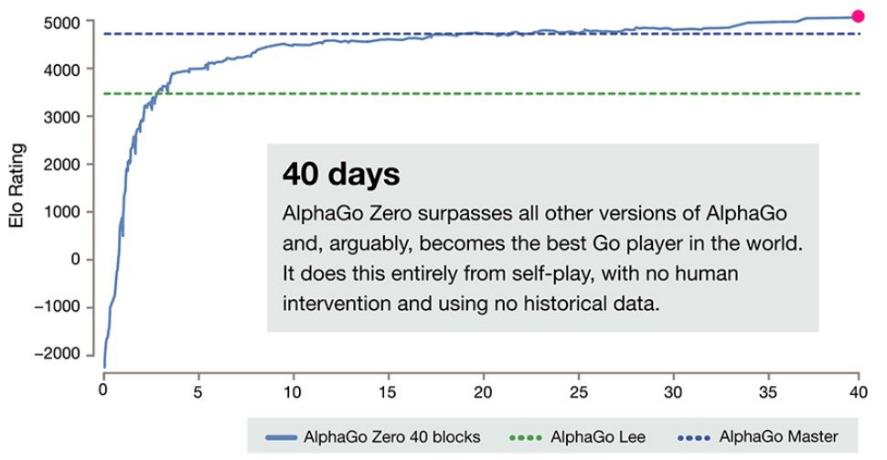 5000
4000
3000
2000
1000
0
−1000
−2000
Elo Rating
40 days
AlphaGo Zero surpasses all other versions of AlphaGo
and, arguably, becomes the best Go player in the world.
It does this entirely from self-play, with no human
intervention and using no historical data.
0 5 10 15 20 25 30 35 40
AlphaGo Zero 40 blocks AlphaGo Lee AlphaGo Master